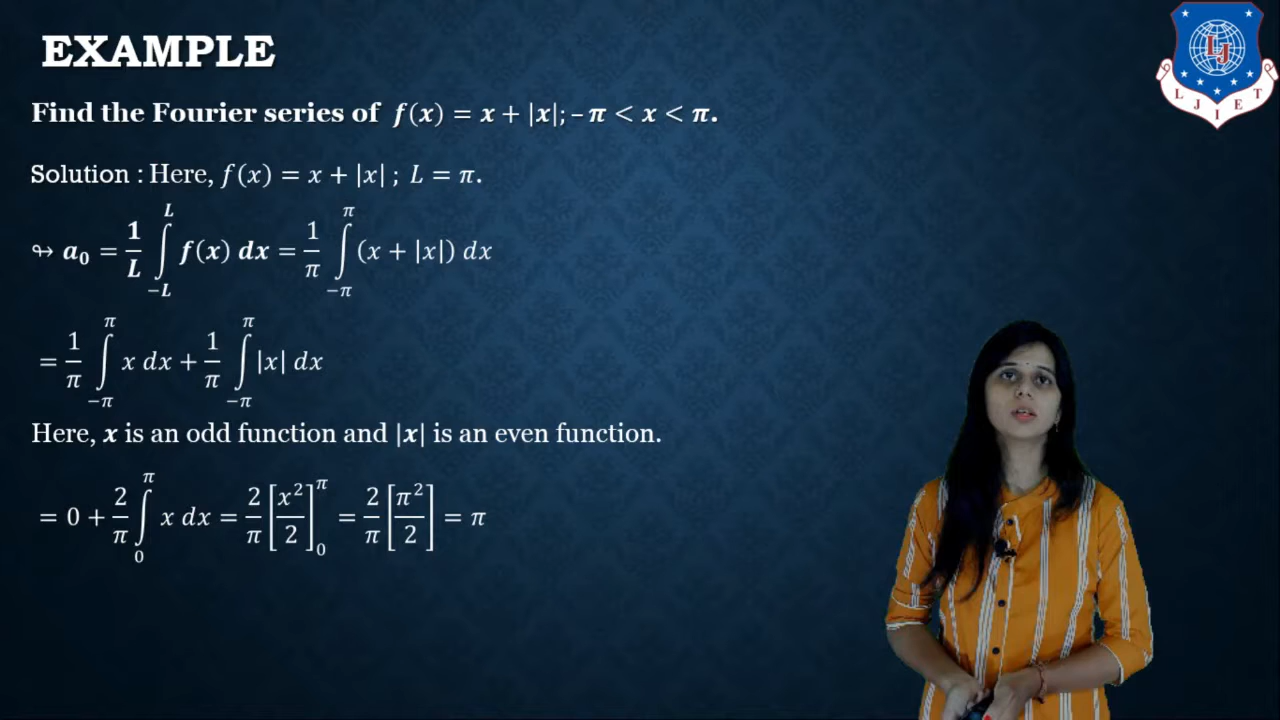 EXAMPLE
Find the Fourier series of f(x) = x + |x|; – π < x < π.
Solution : Here, f(x) = x + |x| ; L = π.
↬ a₀ = 1/L ∫_{−L}^{L} f(x) dx = 1/π ∫_{−π}^{π} (x + |x|) dx
= 1/π ∫_{−π}^{π} x dx + 1/π ∫_{−π}^{π} |x| dx
Here, x is an odd function and |x| is an even function.
= 0 + 2/π ∫_{0}^{π} x dx = 2/π [x²/2]_{0}^{π} = 2/π [π²/2] = π
LJ
LJIET